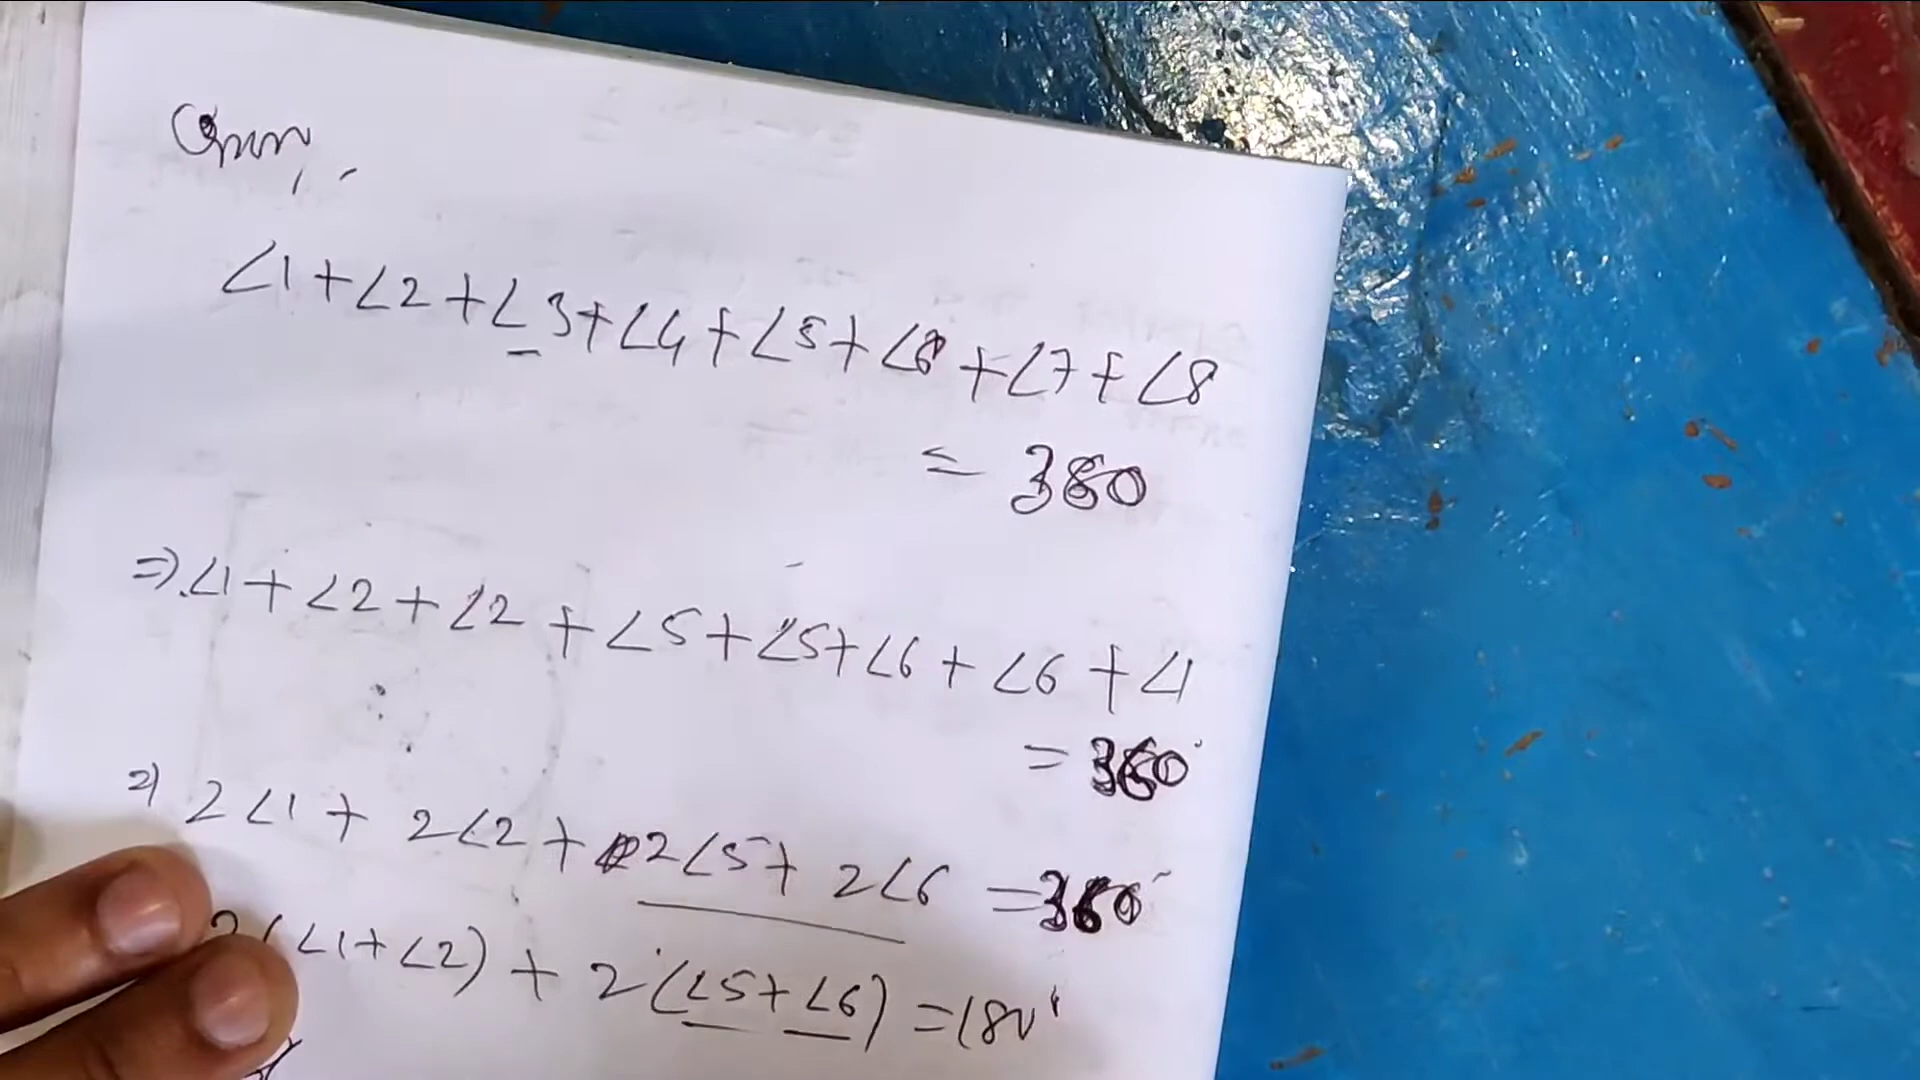 ∠1+∠2+∠3+∠4+∠5+∠6+∠7+∠8
= 360
⇒ ∠1+∠2+∠2+∠5+∠5+∠6+∠6+∠1
= 360°
⇒ 2∠1+2∠2+2∠5+2∠6 = 360°
2(∠1+∠2)+2(∠5+∠6) = 180°